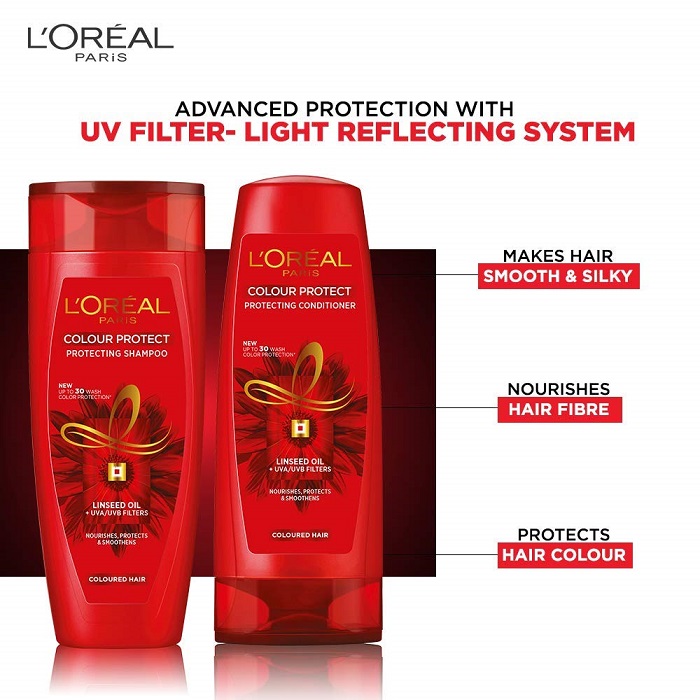 L'ORÉAL
PARIS
ADVANCED PROTECTION WITH
UV FILTER- LIGHT REFLECTING SYSTEM
L'ORÉAL
PARIS
COLOUR PROTECT
PROTECTING SHAMPOO
NEW
UP TO 30 WASH
COLOR PROTECTION*
LINSEED OIL
+ UVA/UVB FILTERS
NOURISHES, PROTECTS
& SMOOTHENS
COLOURED HAIR
L'ORÉAL
PARIS
COLOUR PROTECT
PROTECTING CONDITIONER
NEW
UP TO 30 WASH
COLOR PROTECTION*
LINSEED OIL
+ UVA/UVB FILTERS
NOURISHES, PROTECTS
& SMOOTHENS
COLOURED HAIR
MAKES HAIR
SMOOTH & SILKY
NOURISHES
HAIR FIBRE
PROTECTS
HAIR COLOUR